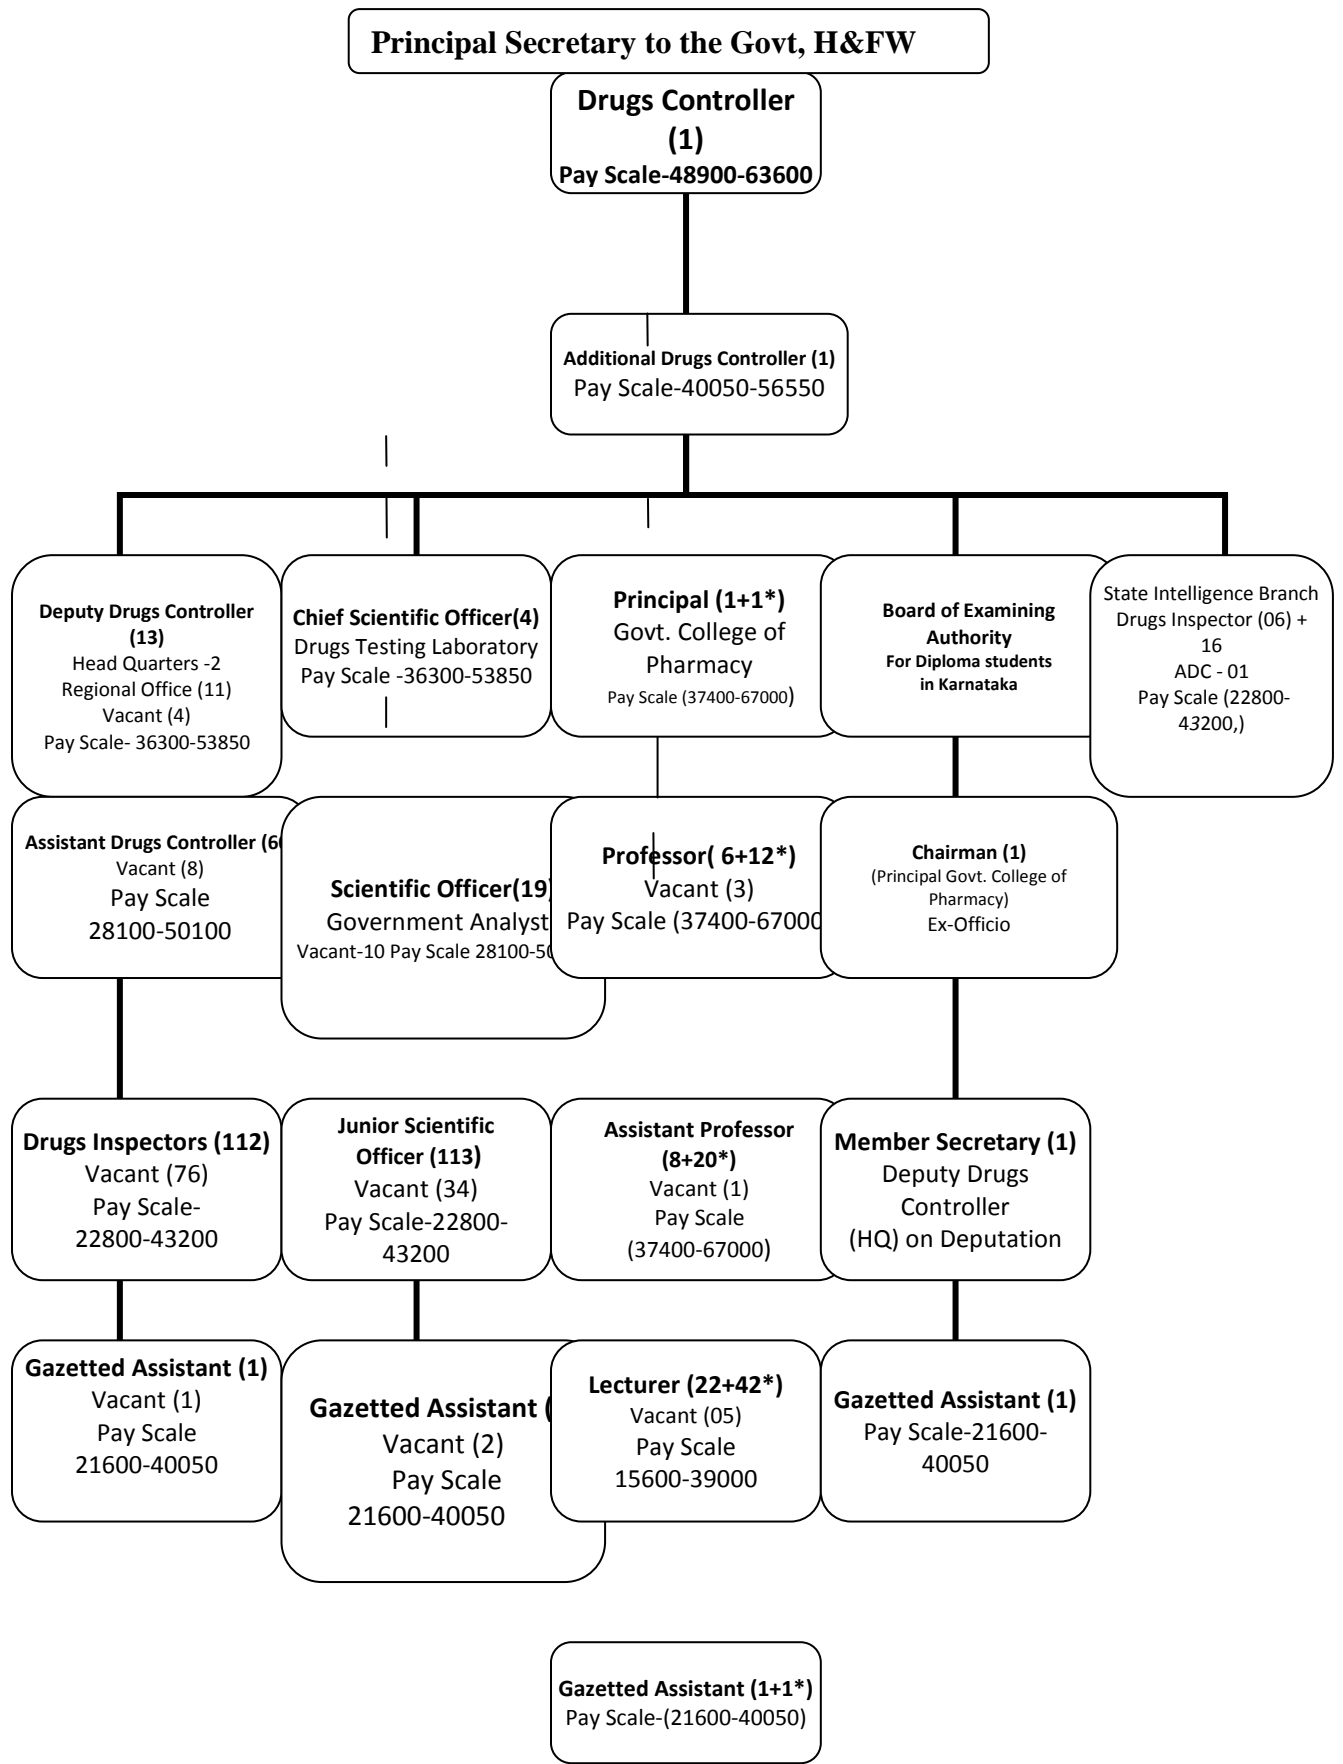 Principal Secretary to the Govt, H&FW
Drugs Controller
(1)
Pay Scale-48900-63600
Additional Drugs Controller (1)
Pay Scale-40050-56550
Deputy Drugs Controller
(13)
Head Quarters -2
Regional Office (11)
Vacant (4)
Pay Scale- 36300-53850
Chief Scientific Officer(4)
Drugs Testing Laboratory
Pay Scale -36300-53850
Principal (1+1*)
Govt. College of
Pharmacy
Pay Scale (37400-67000)
Board of Examining
Authority
For Diploma students
in Karnataka
State Intelligence Branch
Drugs Inspector (06) +
16
ADC - 01
Pay Scale (22800-
43200,)
Assistant Drugs Controller
Vacant (8)
Pay Scale
28100-50100
Scientific Officer(19)
Government Analyst
Vacant-10 Pay Scale
Professor( 6+12*)
Vacant (3)
Pay Scale (37400-67000
Chairman (1)
(Principal Govt. College of
Pharmacy)
Ex-Officio
Drugs Inspectors (112)
Vacant (76)
Pay Scale-
22800-43200
Junior Scientific
Officer (113)
Vacant (34)
Pay Scale-22800-
43200
Assistant Professor
(8+20*)
Vacant (1)
Pay Scale
(37400-67000)
Member Secretary (1)
Deputy Drugs
Controller
(HQ) on Deputation
Gazetted Assistant (1)
Vacant (1)
Pay Scale
21600-40050
Gazetted Assistant (
Vacant (2)
Pay Scale
21600-40050
Lecturer (22+42*)
Vacant (05)
Pay Scale
15600-39000
Gazetted Assistant (1)
Pay Scale-21600-
40050
Gazetted Assistant (1+1*)
Pay Scale-(21600-40050)